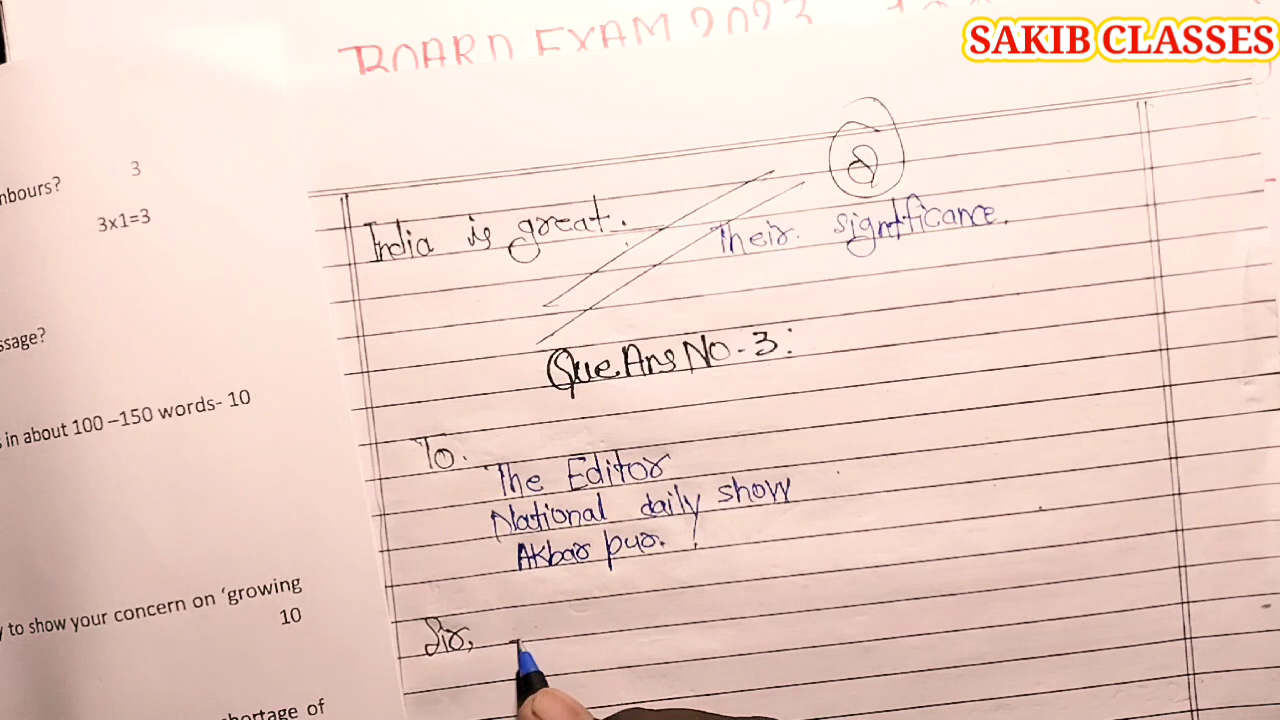 SAKIB CLASSES
BOARD EXAM 2023
nbours? 3
3x1=3
ssage?
s in about 100 –150 words- 10
y to show your concern on ‘growing
10
hortage of
India is great.
Their. significance.
Que Ans No - 3:
To.
The Editor
National daily show
Akbar pur.
Sir,